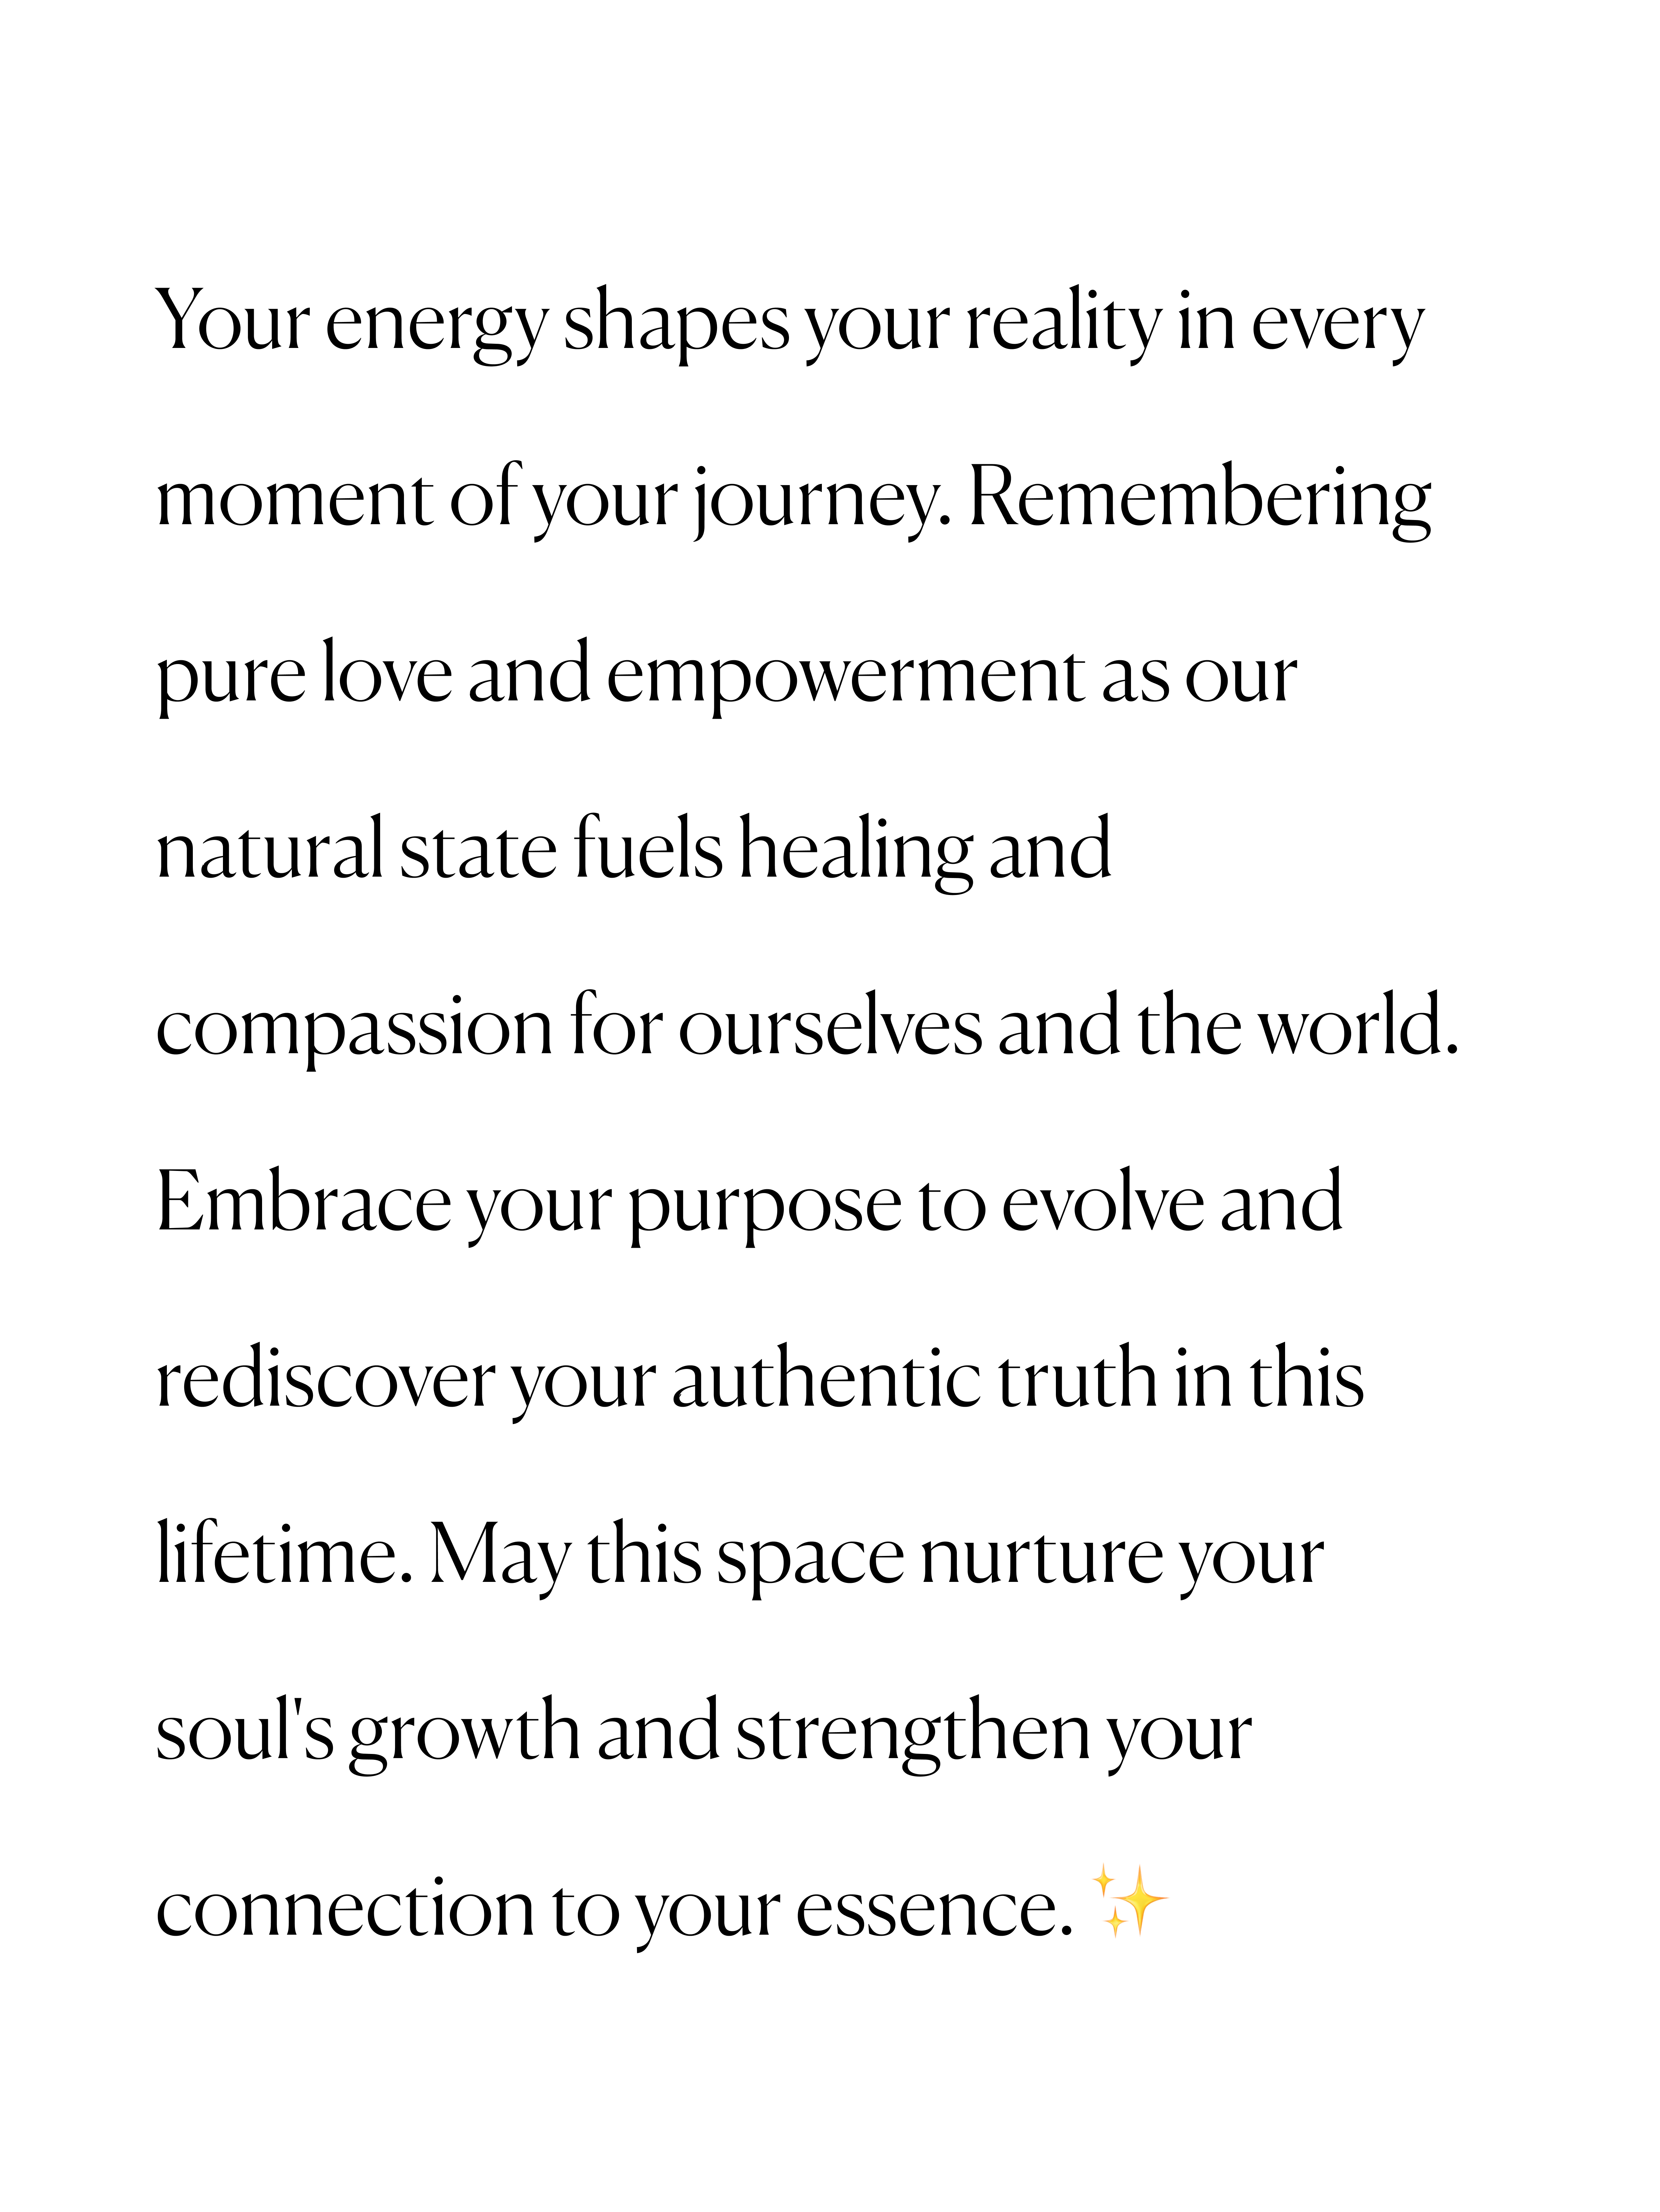 Your energy shapes your reality in every
moment of your journey. Remembering
pure love and empowerment as our
natural state fuels healing and
compassion for ourselves and the world.
Embrace your purpose to evolve and
rediscover your authentic truth in this
lifetime. May this space nurture your
soul's growth and strengthen your
connection to your essence. ✨